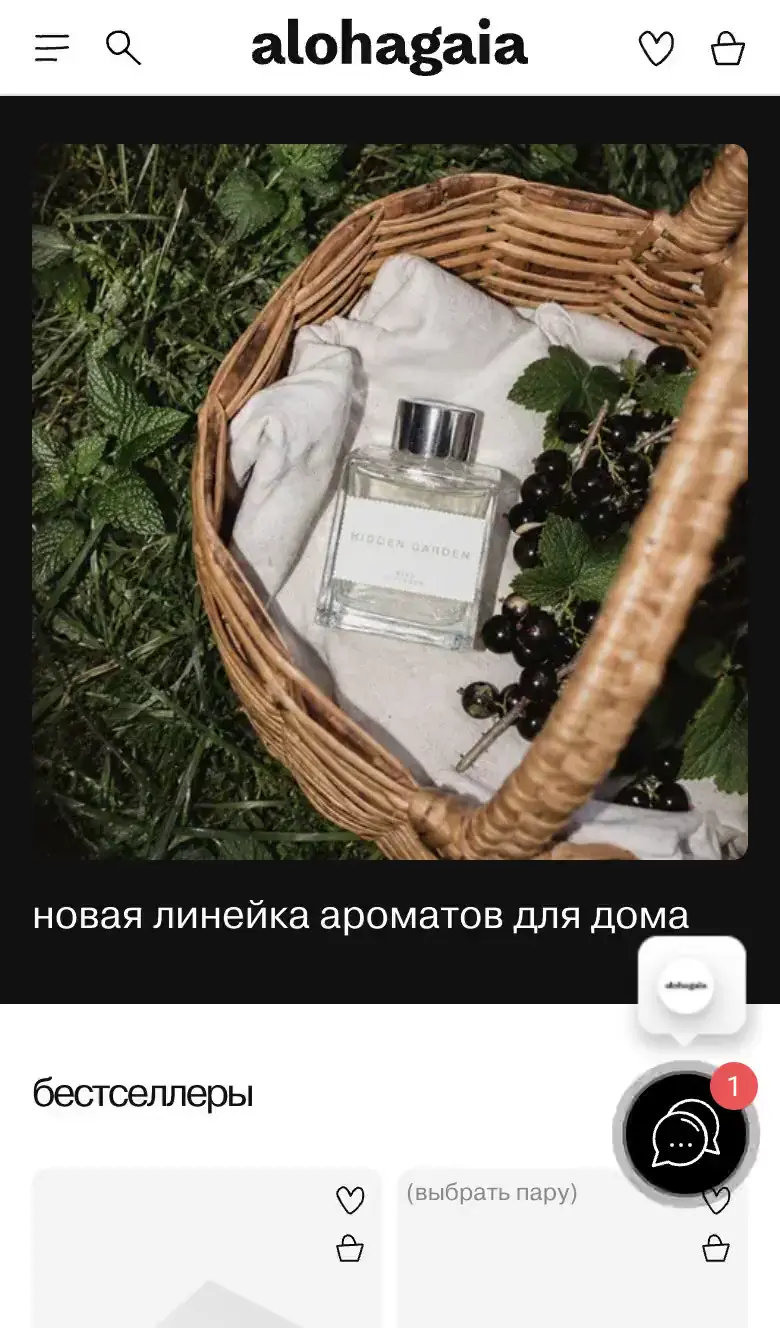 alohagaia
HIDDEN GARDEN
новая линейка ароматов для дома
alohagaia
бестселлеры
1
(выбрать пару)